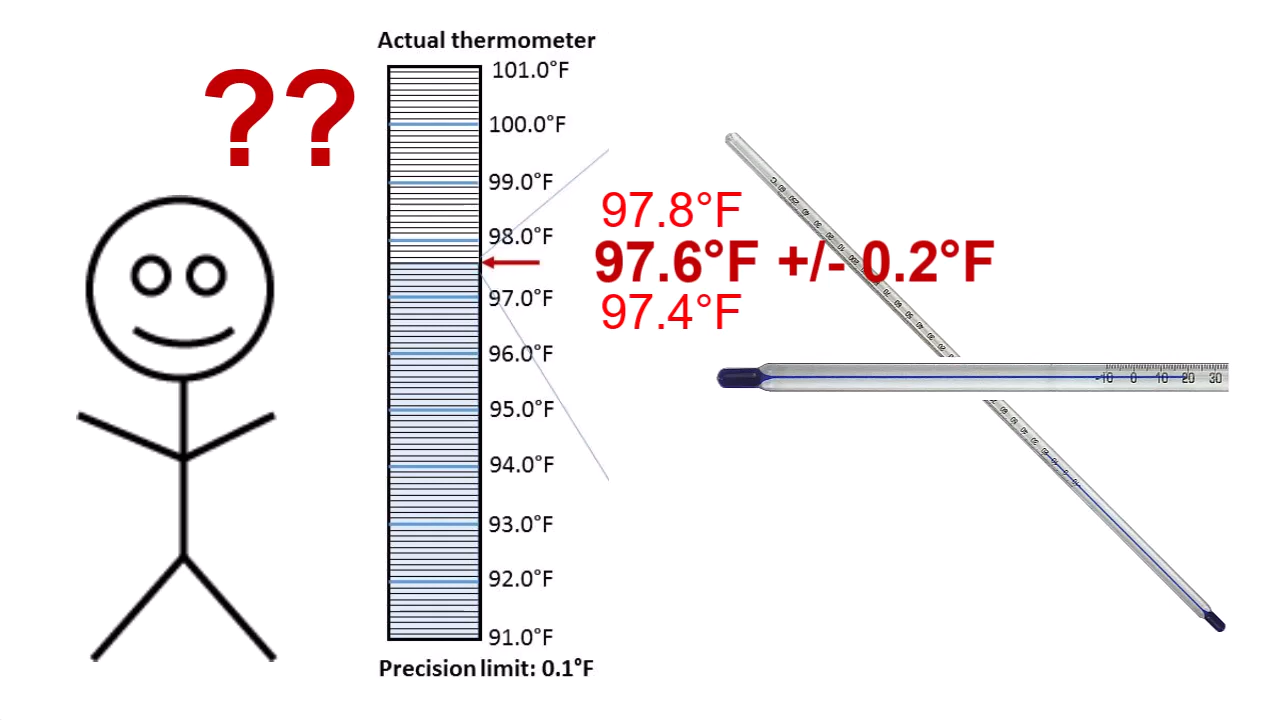 Actual thermometer
??
101.0°F
100.0°F
99.0°F
98.0°F
97.0°F
96.0°F
95.0°F
94.0°F
93.0°F
92.0°F
91.0°F
Precision limit: 0.1°F
97.8°F
97.6°F +/- 0.2°F
97.4°F
-10 0 10 20 30